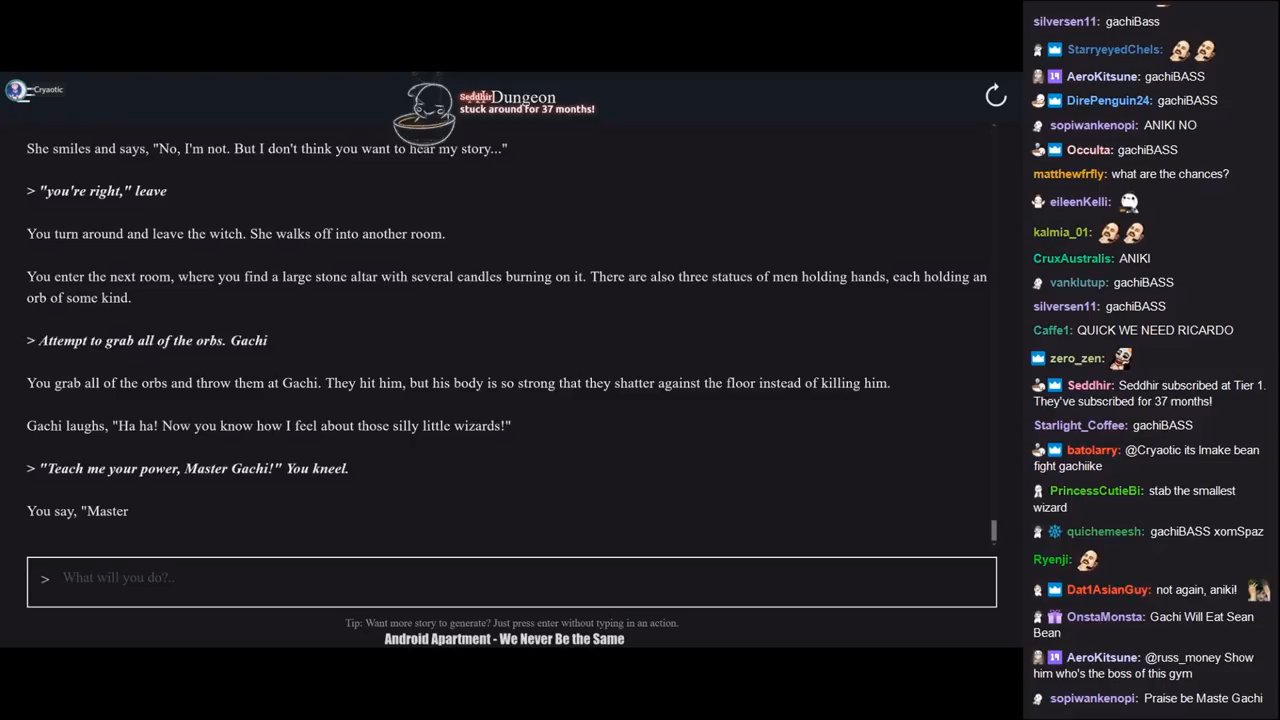 Cryaotic
Seddhir
Dungeon
stuck around for 37 months!
She smiles and says, "No, I'm not. But I don't think you want to hear my story..."
> "you're right," leave
You turn around and leave the witch. She walks off into another room.
You enter the next room, where you find a large stone altar with several candles burning on it. There are also three statues of men holding hands, each holding an
orb of some kind.
> Attempt to grab all of the orbs. Gachi
You grab all of the orbs and throw them at Gachi. They hit him, but his body is so strong that they shatter against the floor instead of killing him.
Gachi laughs, "Ha ha! Now you know how I feel about those silly little wizards!"
> "Teach me your power, Master Gachi!" You kneel.
You say, "Master
> What will you do?..
Tip: Want more story to generate? Just press enter without typing in an action.
Android Apartment - We Never Be the Same
silversen11: gachiBass
StarryeyedChels:
19 AeroKitsune: gachiBASS
DirePenguin24: gachiBASS
sopiwankenopi: ANIKI NO
Occulta: gachiBASS
matthewfrfly: what are the chances?
eileenKelli:
kalmia_01:
CruxAustralis: ANIKI
vanklutup: gachiBASS
silversen11: gachiBASS
Caffe1: QUICK WE NEED RICARDO
zero_zen:
Seddhir: Seddhir subscribed at Tier 1.
They've subscribed for 37 months!
Starlight_Coffee: gachiBASS
batolarry: @Cryaotic its lmake bean
fight gachiike
PrincessCutieBi: stab the smallest
wizard
quichemeesh: gachiBASS xomSpaz
Ryenji:
Dat1AsianGuy: not again, aniki!
OnstaMonsta: Gachi Will Eat Sean
Bean
19 AeroKitsune: @russ_money Show
him who's the boss of this gym
sopiwankenopi: Praise be Maste Gachi